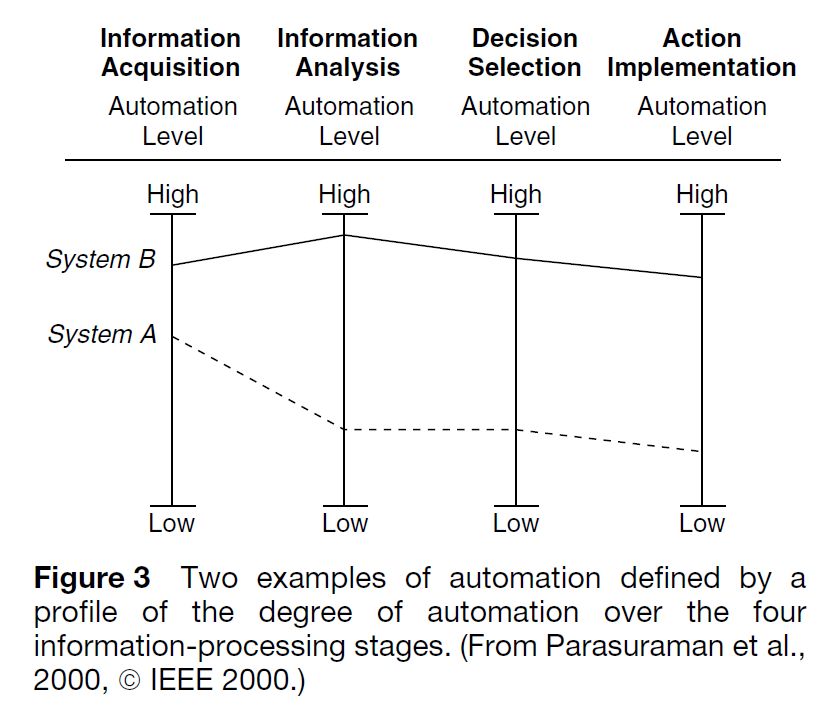 Information Information Decision Action
Acquisition Analysis Selection Implementation
Automation Automation Automation Automation
Level Level Level Level
High High High High
System B
System A
Low Low Low Low
Figure 3 Two examples of automation defined by a
profile of the degree of automation over the four
information-processing stages. (From Parasuraman et al.,
2000, © IEEE 2000.)